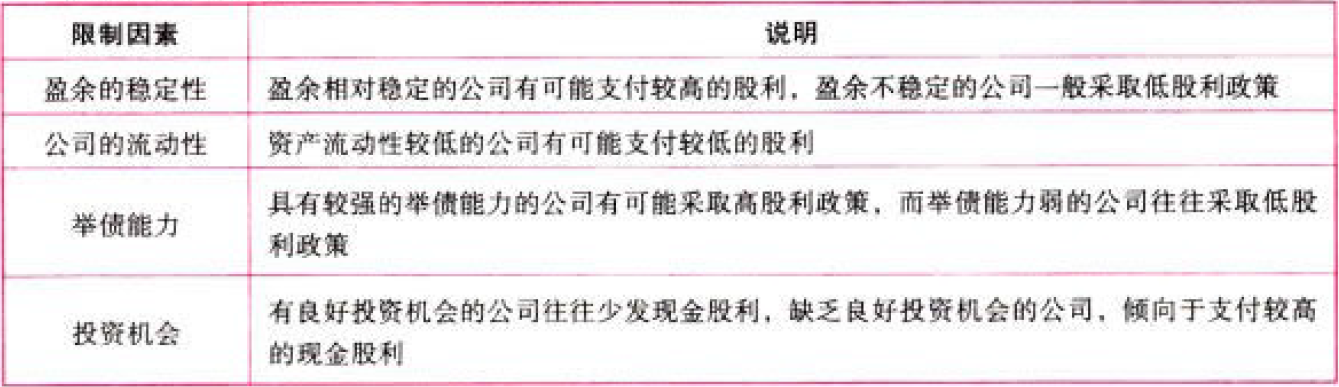 限制因素 说明
盈余的稳定性 盈余相对稳定的公司有可能支付较高的股利，盈余不稳定的公司一般采取低股利政策
公司的流动性 资产流动性较低的公司有可能支付较低的股利
举债能力 具有较强的举债能力的公司有可能采取高股利政策，而举债能力弱的公司往往采取低股
利政策
投资机会 有良好投资机会的公司往往少发现金股利，缺乏良好投资机会的公司，倾向于支付较高
的现金股利